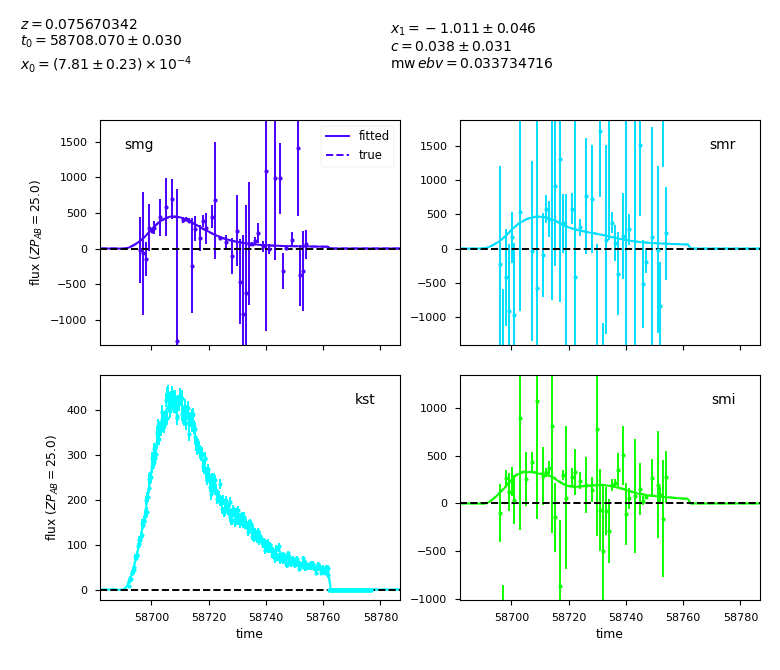 z = 0.075670342
t₀ = 58708.070 ± 0.030
x₀ = (7.81 ± 0.23) × 10⁻⁴
x₁ = −1.011 ± 0.046
c = 0.038 ± 0.031
mw ebv = 0.033734716
smg
fitted
true
1500
1000
500
0
−500
−1000
flux (ZP_AB = 25.0)
smr
1500
1000
500
0
−500
−1000
kst
400
300
200
100
0
flux (ZP_AB = 25.0)
58700 58720 58740 58760 58780
time
smi
1000
500
0
−500
−1000
58700 58720 58740 58760 58780
time